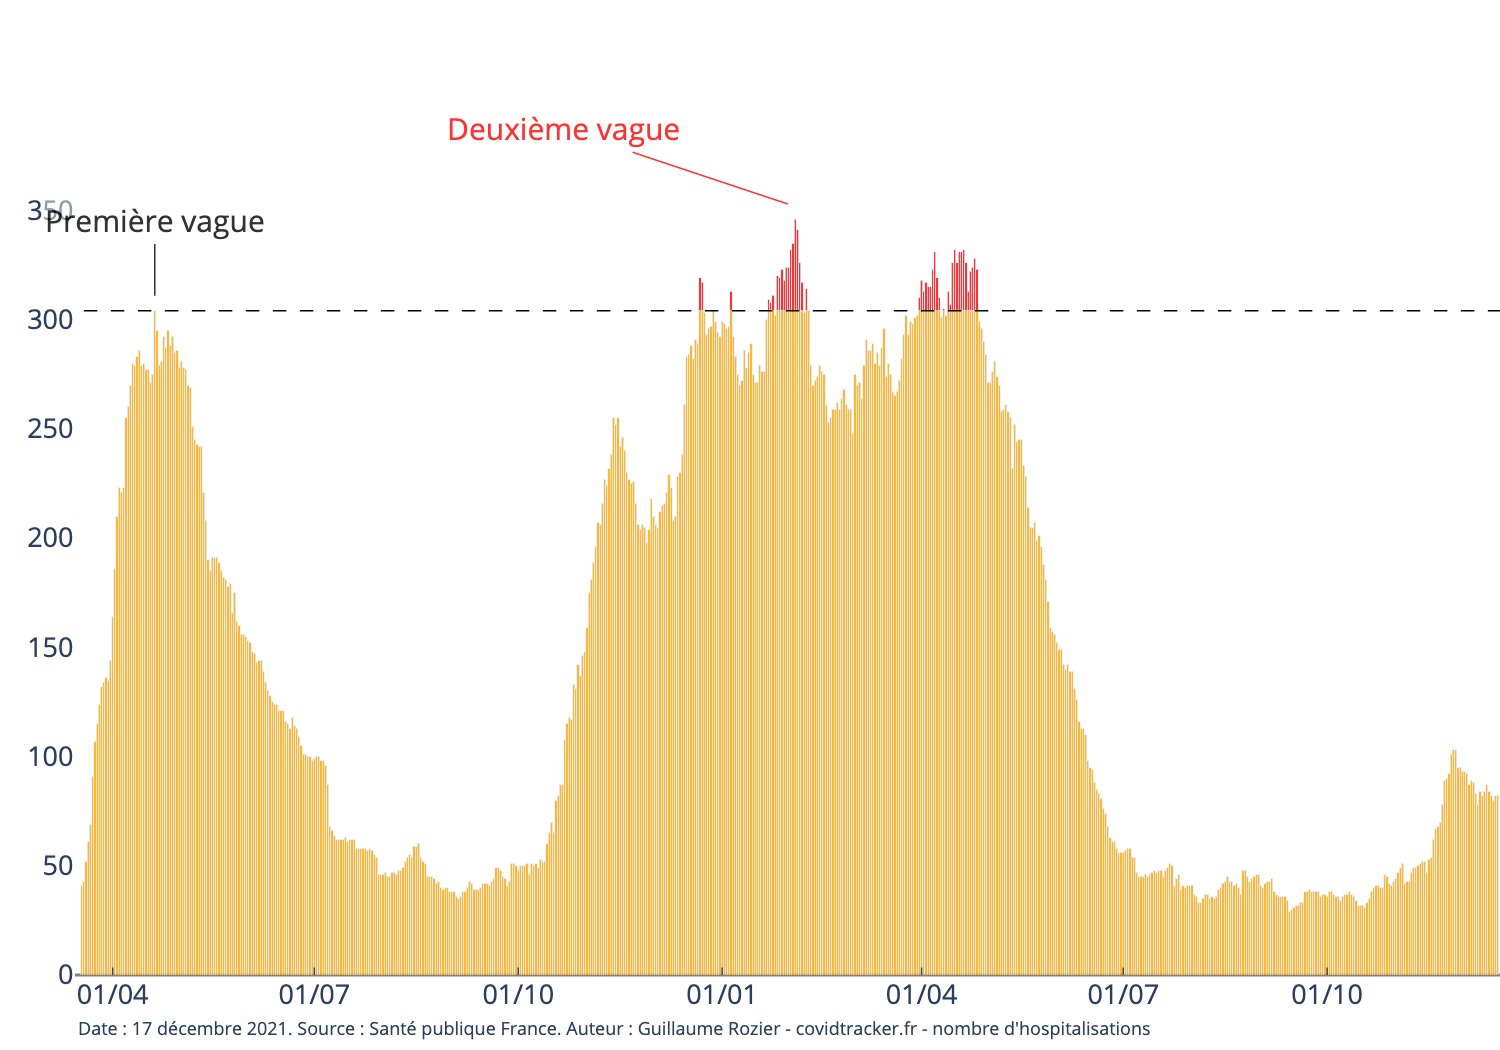 Deuxième vague
350
Première vague
300
250
200
150
100
50
0
01/04 01/07 01/10 01/01 01/04 01/07 01/10
Date : 17 décembre 2021. Source : Santé publique France. Auteur : Guillaume Rozier - covidtracker.fr - nombre d'hospitalisations